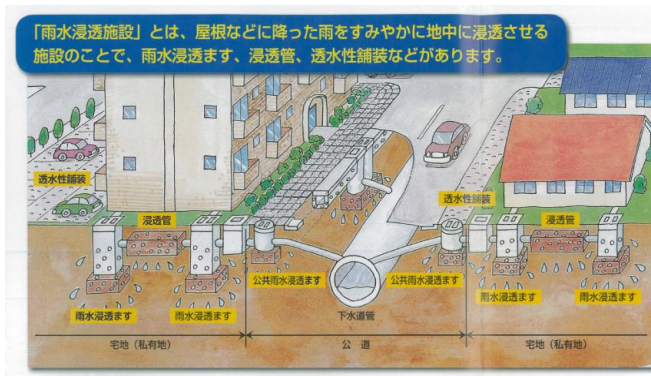 「雨水浸透施設」とは、屋根などに降った雨をすみやかに地中に浸透させる
施設のことで、雨水浸透ます、浸透管、透水性舗装などがあります。
透水性舗装
透水性舗装
浸透管
浸透管
公共雨水浸透ます
公共雨水浸透ます
雨水浸透ます
雨水浸透ます
雨水浸透ます
雨水浸透ます
下水道管
宅地（私有地）
公　道
宅地（私有地）